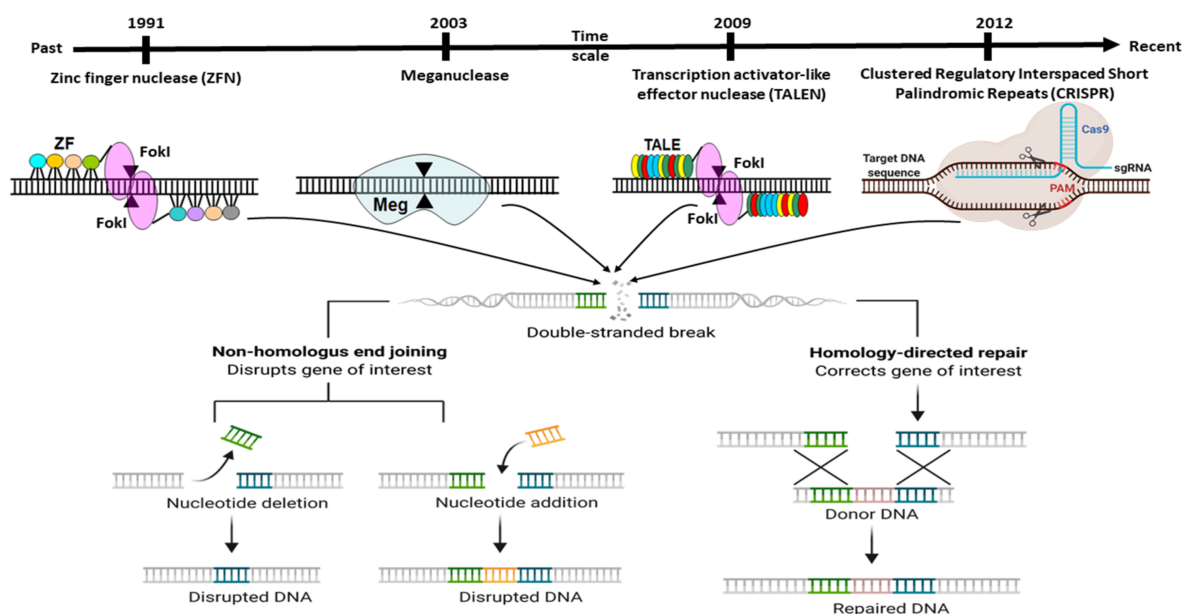 1991
2003
2009
2012
Past
Time
scale
Recent
Zinc finger nuclease (ZFN)
Meganuclease
Transcription activator-like
effector nuclease (TALEN)
Clustered Regulatory Interspaced Short
Palindromic Repeats (CRISPR)
ZF
FokI
FokI
Meg
TALE
FokI
FokI
Cas9
Target DNA
sequence
sgRNA
PAM
Double-stranded break
Non-homologus end joining
Disrupts gene of interest
Homology-directed repair
Corrects gene of interest
Nucleotide deletion
Nucleotide addition
Donor DNA
Disrupted DNA
Disrupted DNA
Repaired DNA